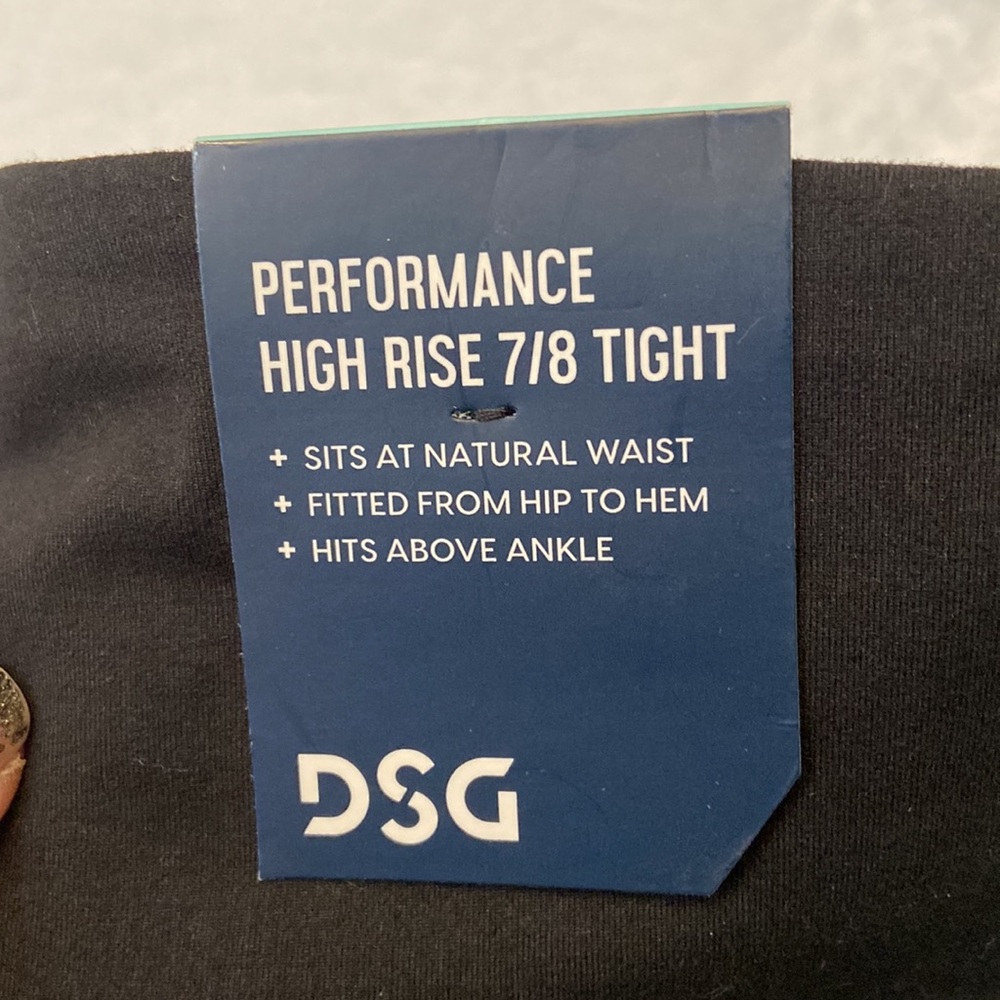 PERFORMANCE
HIGH RISE 7/8 TIGHT
+ SITS AT NATURAL WAIST
+ FITTED FROM HIP TO HEM
+ HITS ABOVE ANKLE
DSG